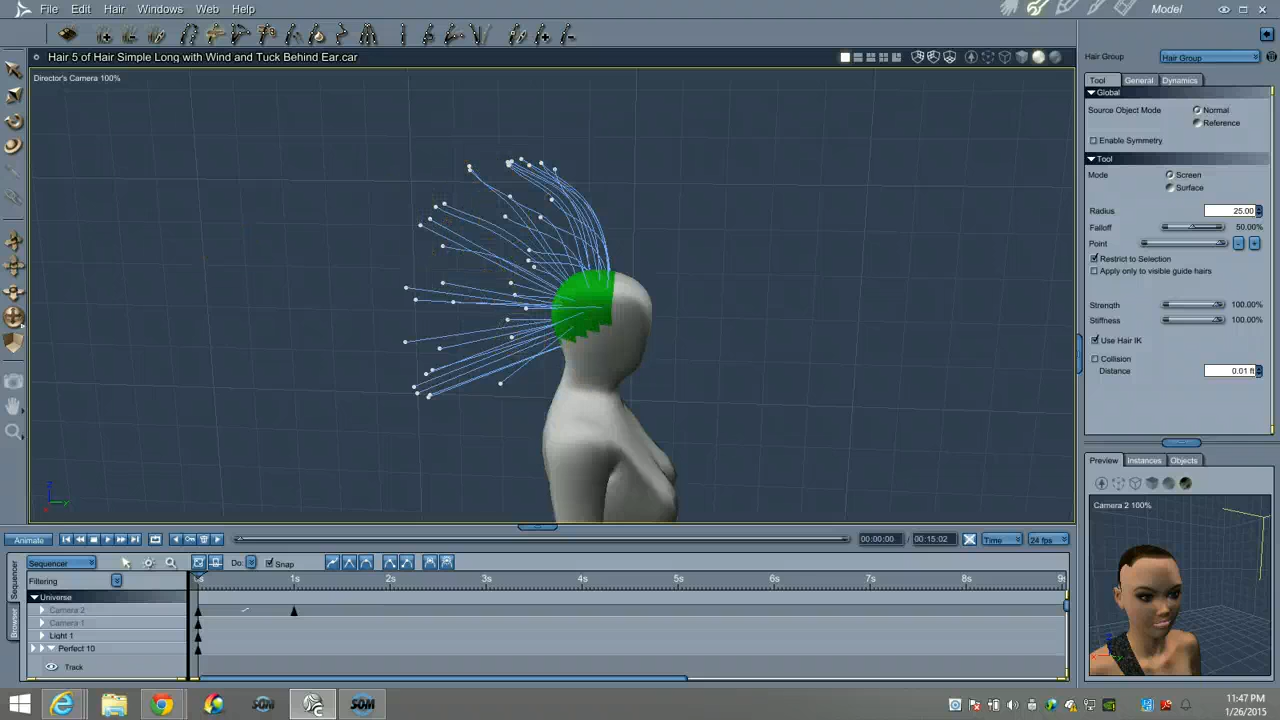 File Edit Hair Windows Web Help Model
Hair 5 of Hair Simple Long with Wind and Tuck Behind Ear.car
Director's Camera 100%
Hair Group Hair Group
Tool General Dynamics
Global
Source Object Mode Normal
Reference
Enable Symmetry
Tool
Mode Screen
Surface
Radius 25.00
Falloff 50.00%
Point - +
Restrict to Selection
Apply only to visible guide hairs
Strength 100.00%
Stiffness 100.00%
Use Hair IK
Collision
Distance 0.01 ft
Preview Instances Objects
Camera 2 100%
Animate 00:00:00 00:15:02 Time 24 fps
Sequencer Do: Snap
Filtering 1s 2s 3s 4s 5s 6s 7s 8s
Universe
Camera 2
Camera 1
Light 1
Perfect 10
Track
Sequencer
Browser
SOM SOM
11:47 PM
1/26/2015